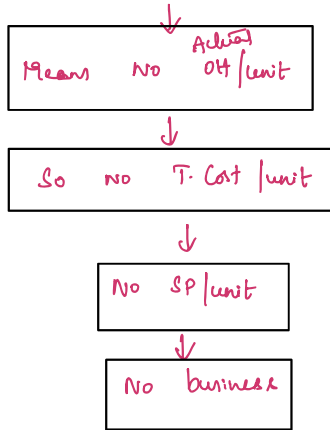 Means No Actual OH/unit
So no T. Cost /unit
No SP/unit
No business